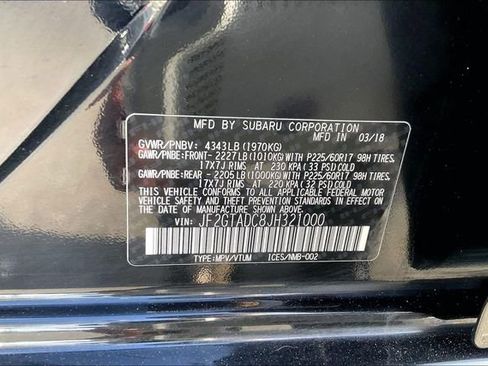 MFD BY SUBARU CORPORATION
MFD IN 03/18
GVWR/PNBV: 4343LB (1970KG)
GAWR/PNBE:FRONT- 2227LB(1010KG)WITH P225/60R17 98H TIRES,
17X7J RIMS AT 230 KPA (33 PSI) COLD
GAWR/PNBE:REAR - 2205LB(1000KG)WITH P225/60R17 98H TIRES,
17X7J RIMS AT 220 KPA (32 PSI) COLD
THIS VEHICLE CONFORMS TO ALL APPLICABLE FEDERAL MOTOR
VEHICLE SAFETY, BUMPER, AND THEFT PREVENTION STANDARDS
IN EFFECT ON THE DATE OF MANUFACTURE SHOWN ABOVE.
VIN: JF2GTADC8JH321000
TYPE:MPV/VTUM ICES/NMB-002